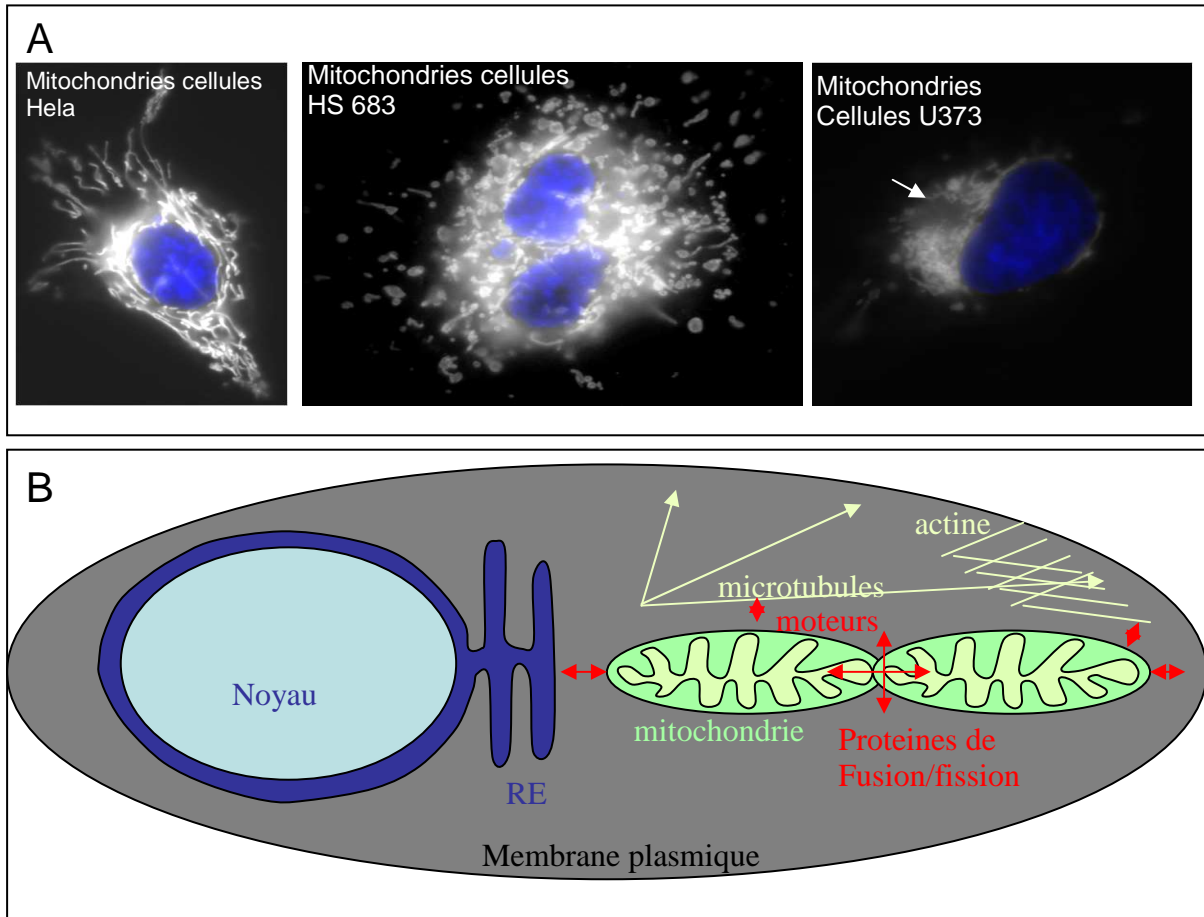 A
Mitochondries cellules
Hela
Mitochondries cellules
HS 683
Mitochondries
Cellules U373
B
actine
microtubules
moteurs
Noyau
mitochondrie
Proteines de
Fusion/fission
RE
Membrane plasmique